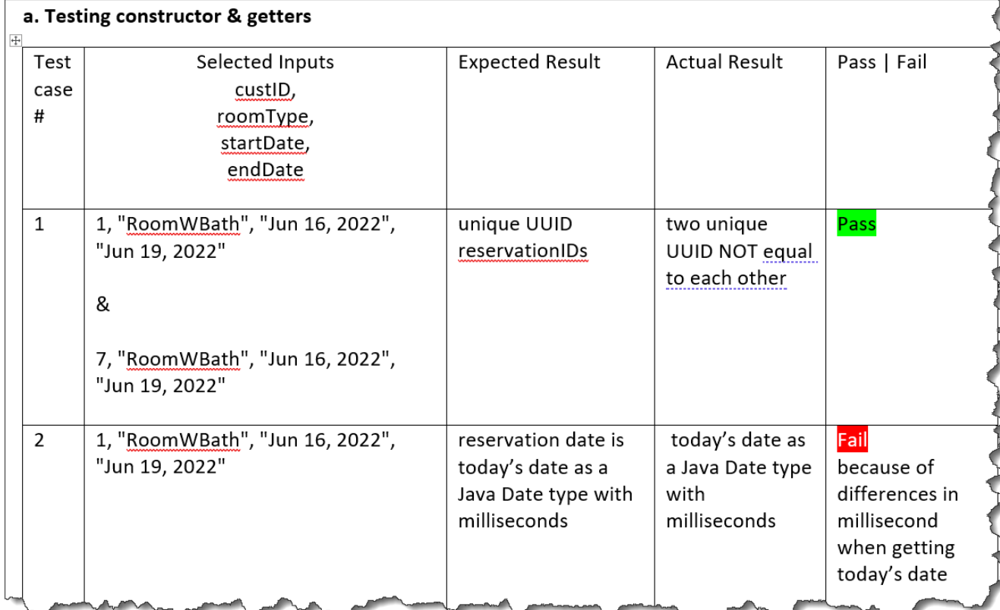 a. Testing constructor & getters
Test
case
#
Selected Inputs
custID,
roomType,
startDate,
endDate
Expected Result
Actual Result
Pass | Fail
1
1, "RoomWBath", "Jun 16, 2022",
"Jun 19, 2022"
&
7, "RoomWBath", "Jun 16, 2022",
"Jun 19, 2022"
unique UUID
reservationIDs
two unique
UUID NOT equal
to each other
Pass
2
1, "RoomWBath", "Jun 16, 2022",
"Jun 19, 2022"
reservation date is
today’s date as a
Java Date type with
milliseconds
today’s date as
a Java Date type
with
milliseconds
Fail
because of
differences in
millisecond
when getting
today’s date